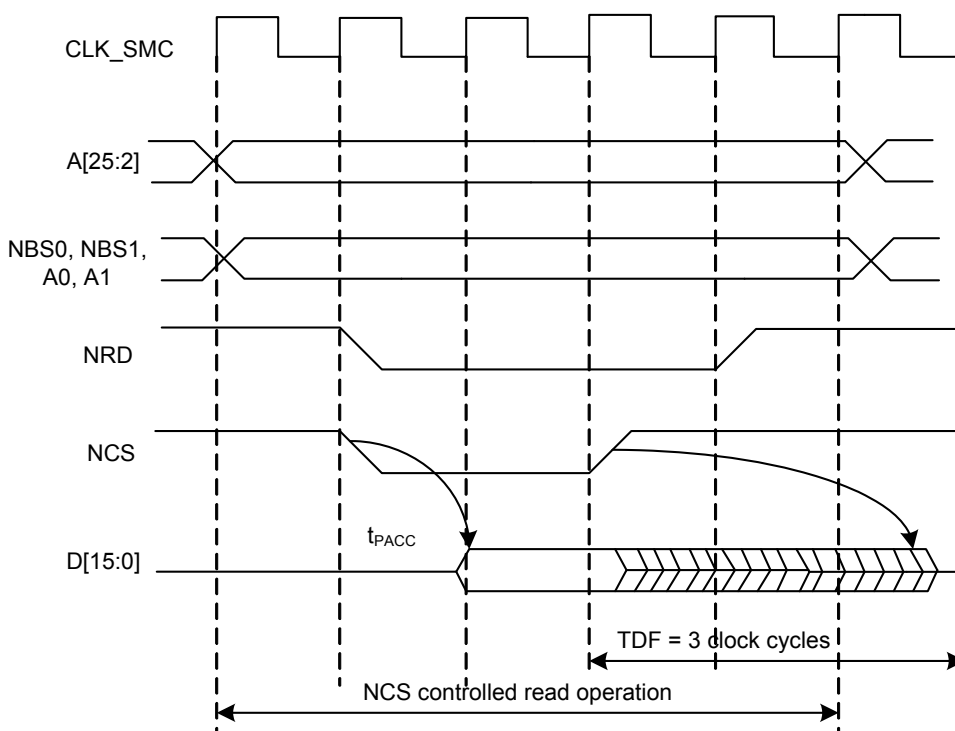 CLK_SMC
A[25:2]
NBS0, NBS1,
A0, A1
NRD
NCS
tPACC
D[15:0]
TDF = 3 clock cycles
NCS controlled read operation